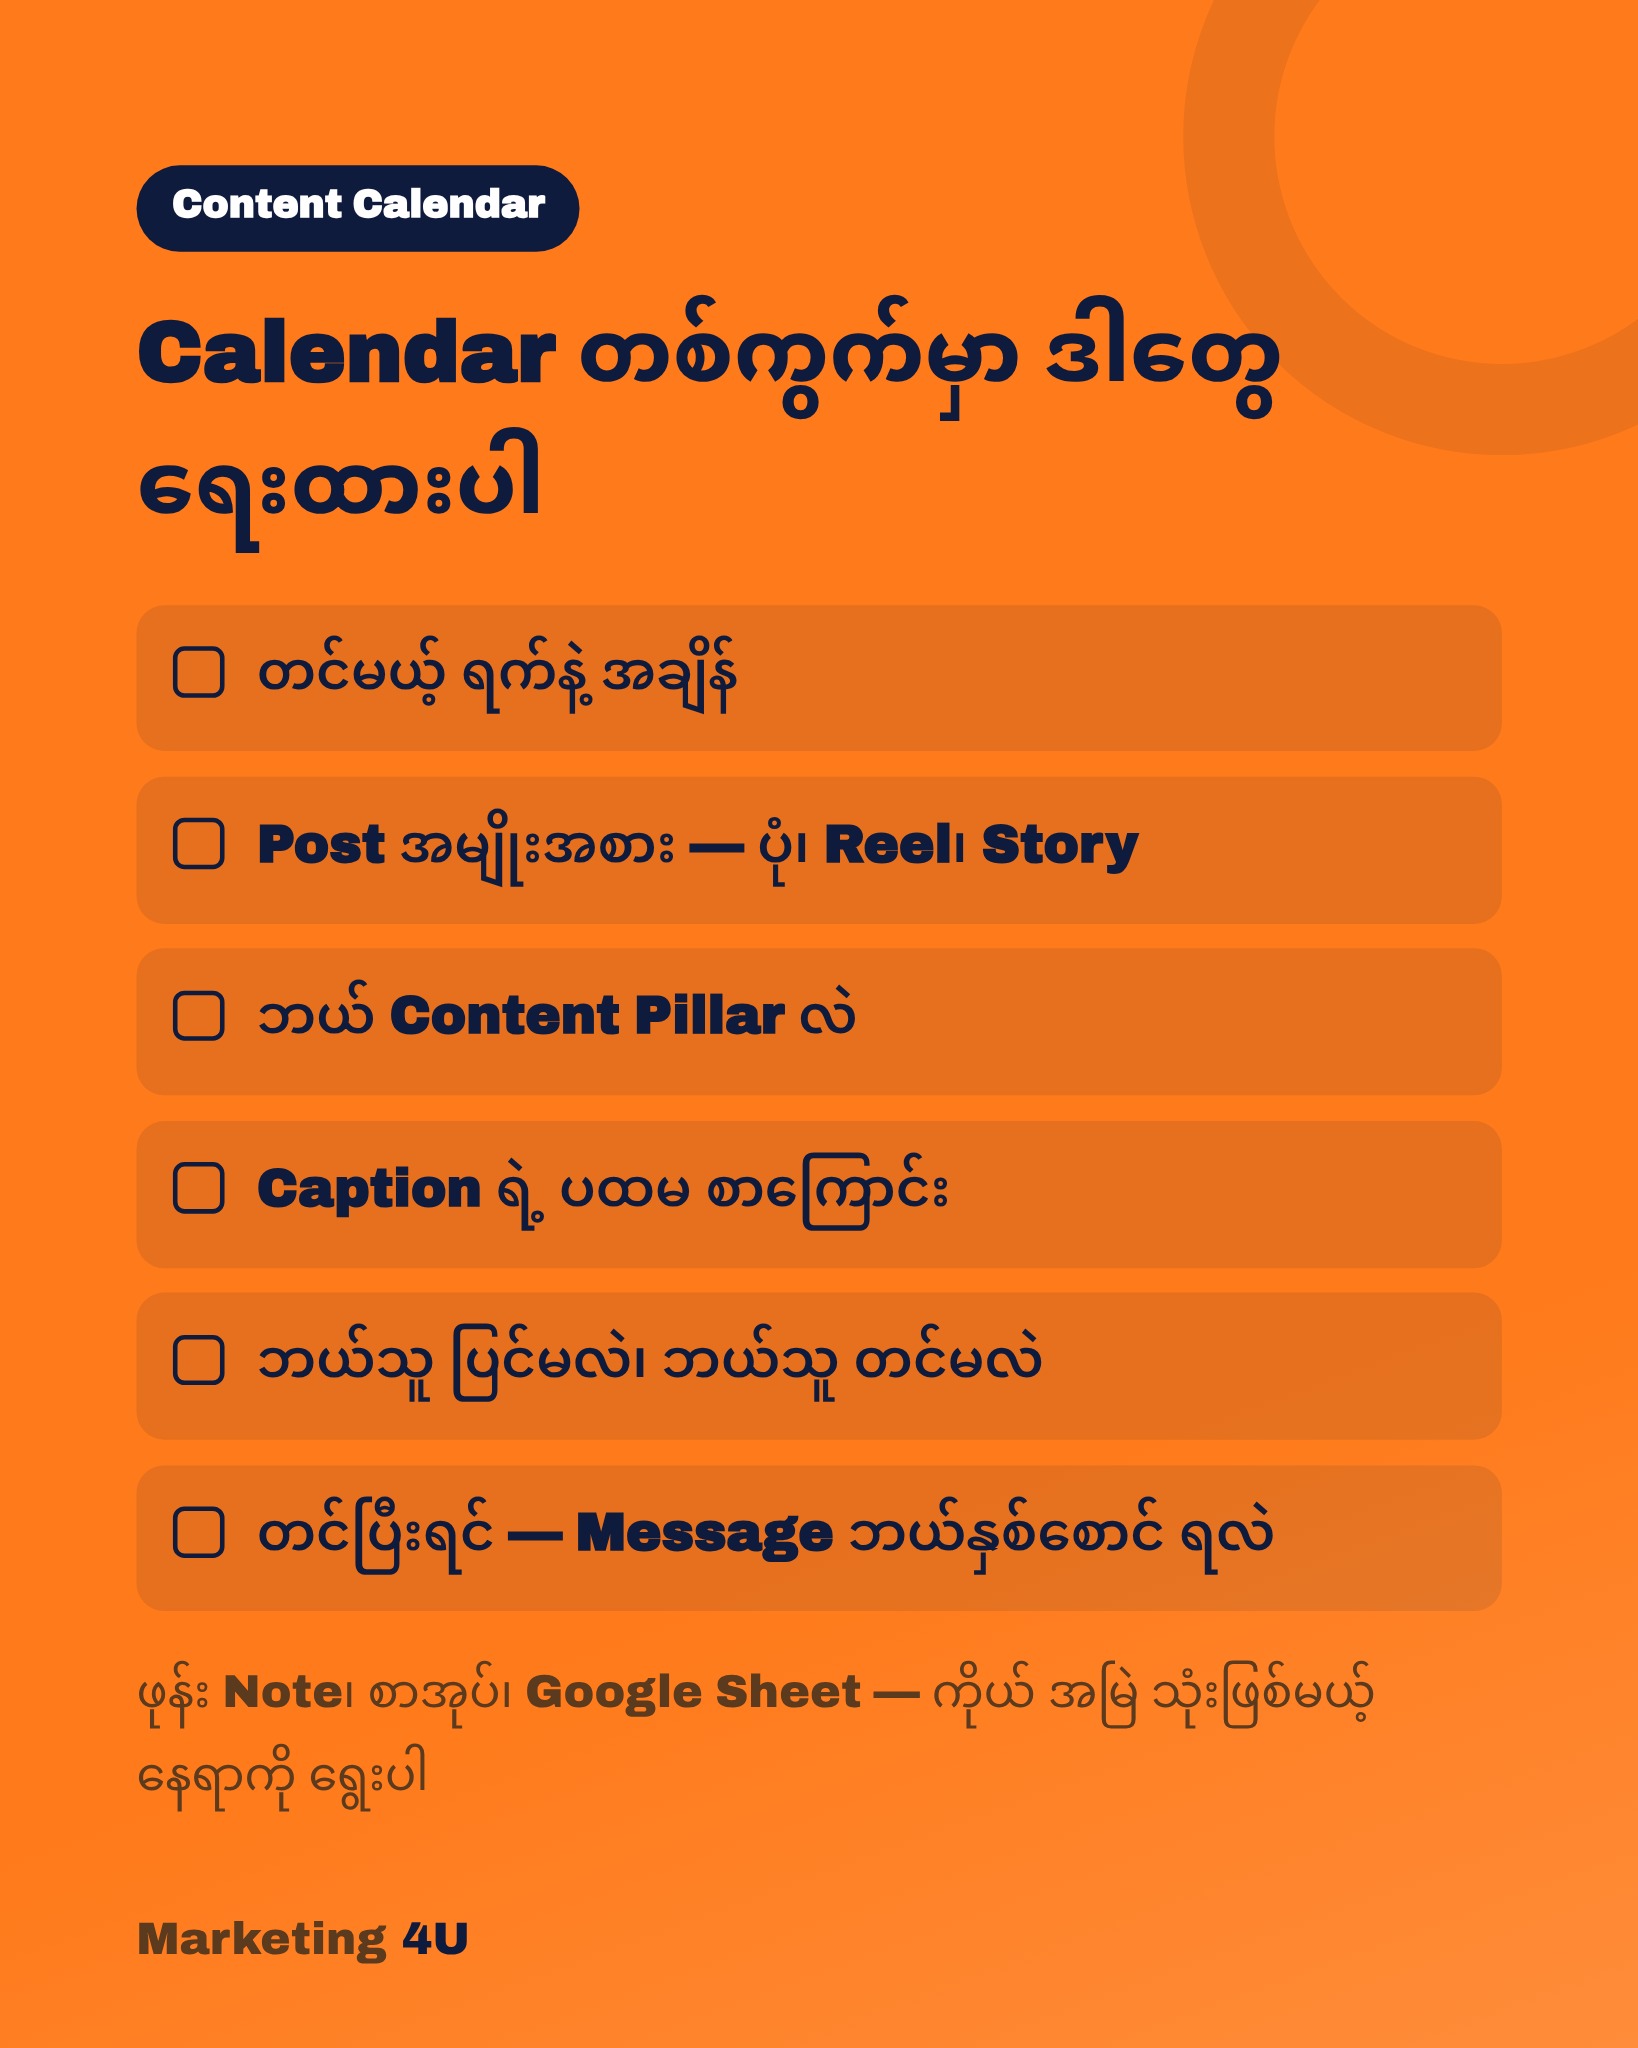 Content Calendar
Calendar တစ်ကွက်မှာ ဒါတွေ
ရေးထားပါ
တင်မယ့် ရက်နဲ့ အချိန်
Post အမျိုးအစား — ပုံ၊ Reel၊ Story
ဘယ် Content Pillar လဲ
Caption ရဲ့ ပထမ စာကြောင်း
ဘယ်သူ ပြင်မလဲ၊ ဘယ်သူ တင်မလဲ
တင်ပြီးရင် — Message ဘယ်နှစ်စောင် ရလဲ
ဖုန်း Note၊ စာအုပ်၊ Google Sheet — ကိုယ် အမြဲ သုံးဖြစ်မယ့်
နေရာကို ရွေးပါ
Marketing 4U